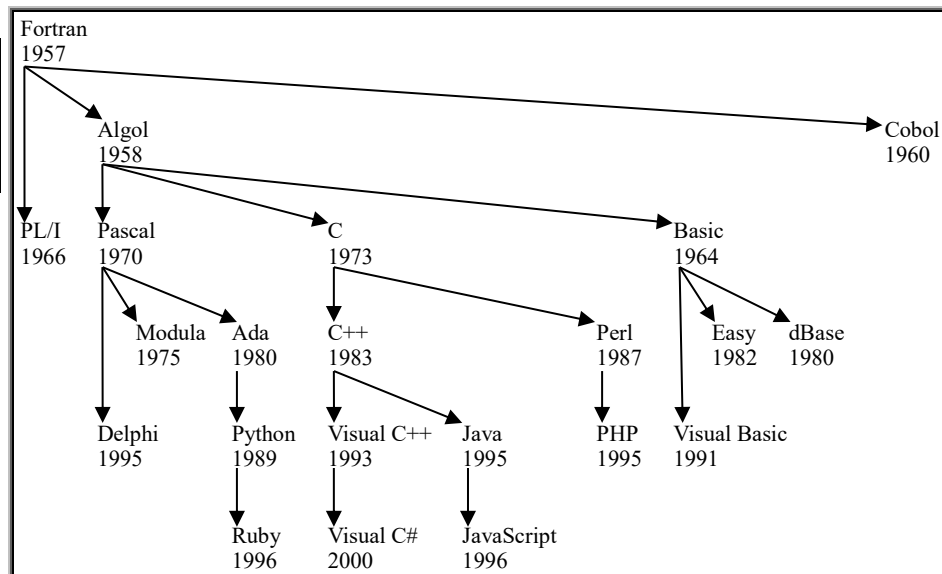 Fortran
1957
Algol
1958
Cobol
1960
PL/I
1966
Pascal
1970
C
1973
Basic
1964
Modula
1975
Ada
1980
C++
1983
Perl
1987
Easy
1982
dBase
1980
Delphi
1995
Python
1989
Visual C++
1993
Java
1995
PHP
1995
Visual Basic
1991
Ruby
1996
Visual C#
2000
JavaScript
1996